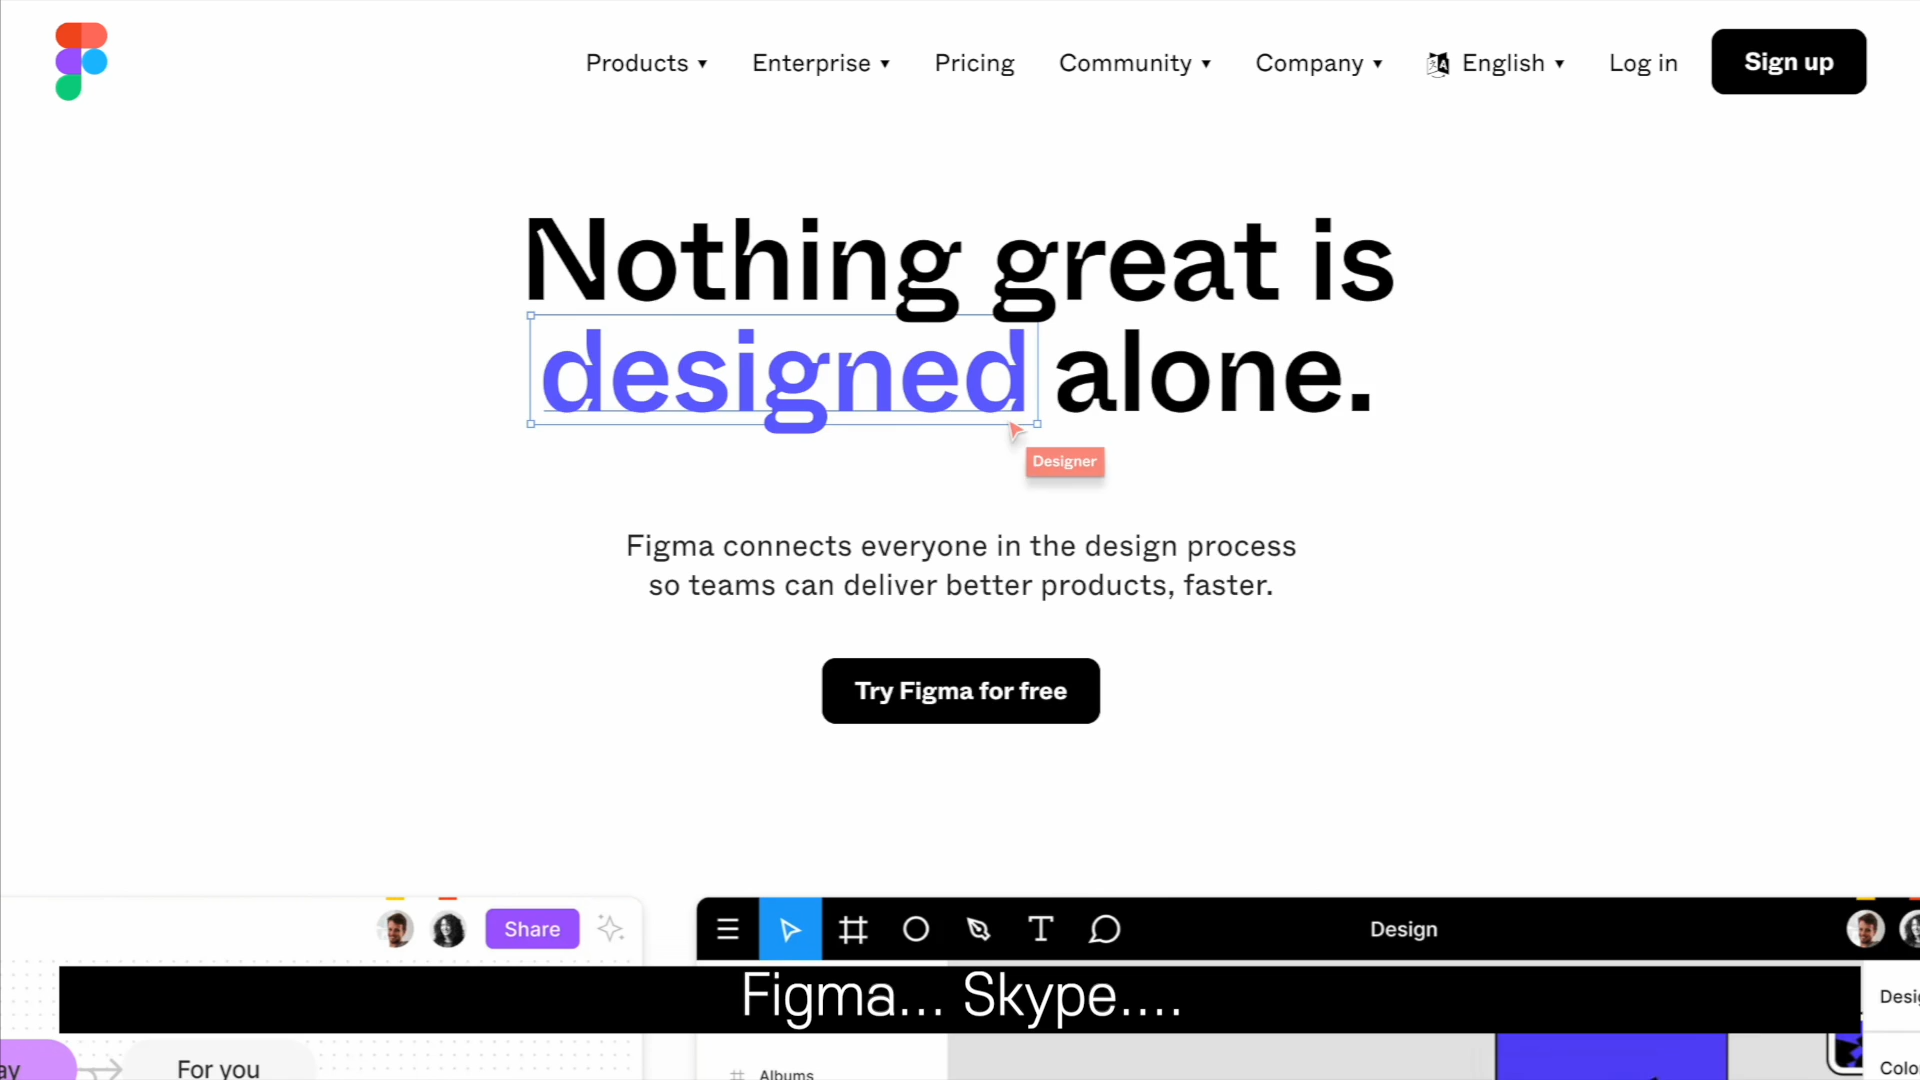 Products ▼ Enterprise ▼ Pricing Community ▼ Company ▼ English ▼ Log in Sign up
Nothing great is
designed alone.
Designer
Figma connects everyone in the design process
so teams can deliver better products, faster.
Try Figma for free
Share
Design
Figma... Skype....
For you
Albums